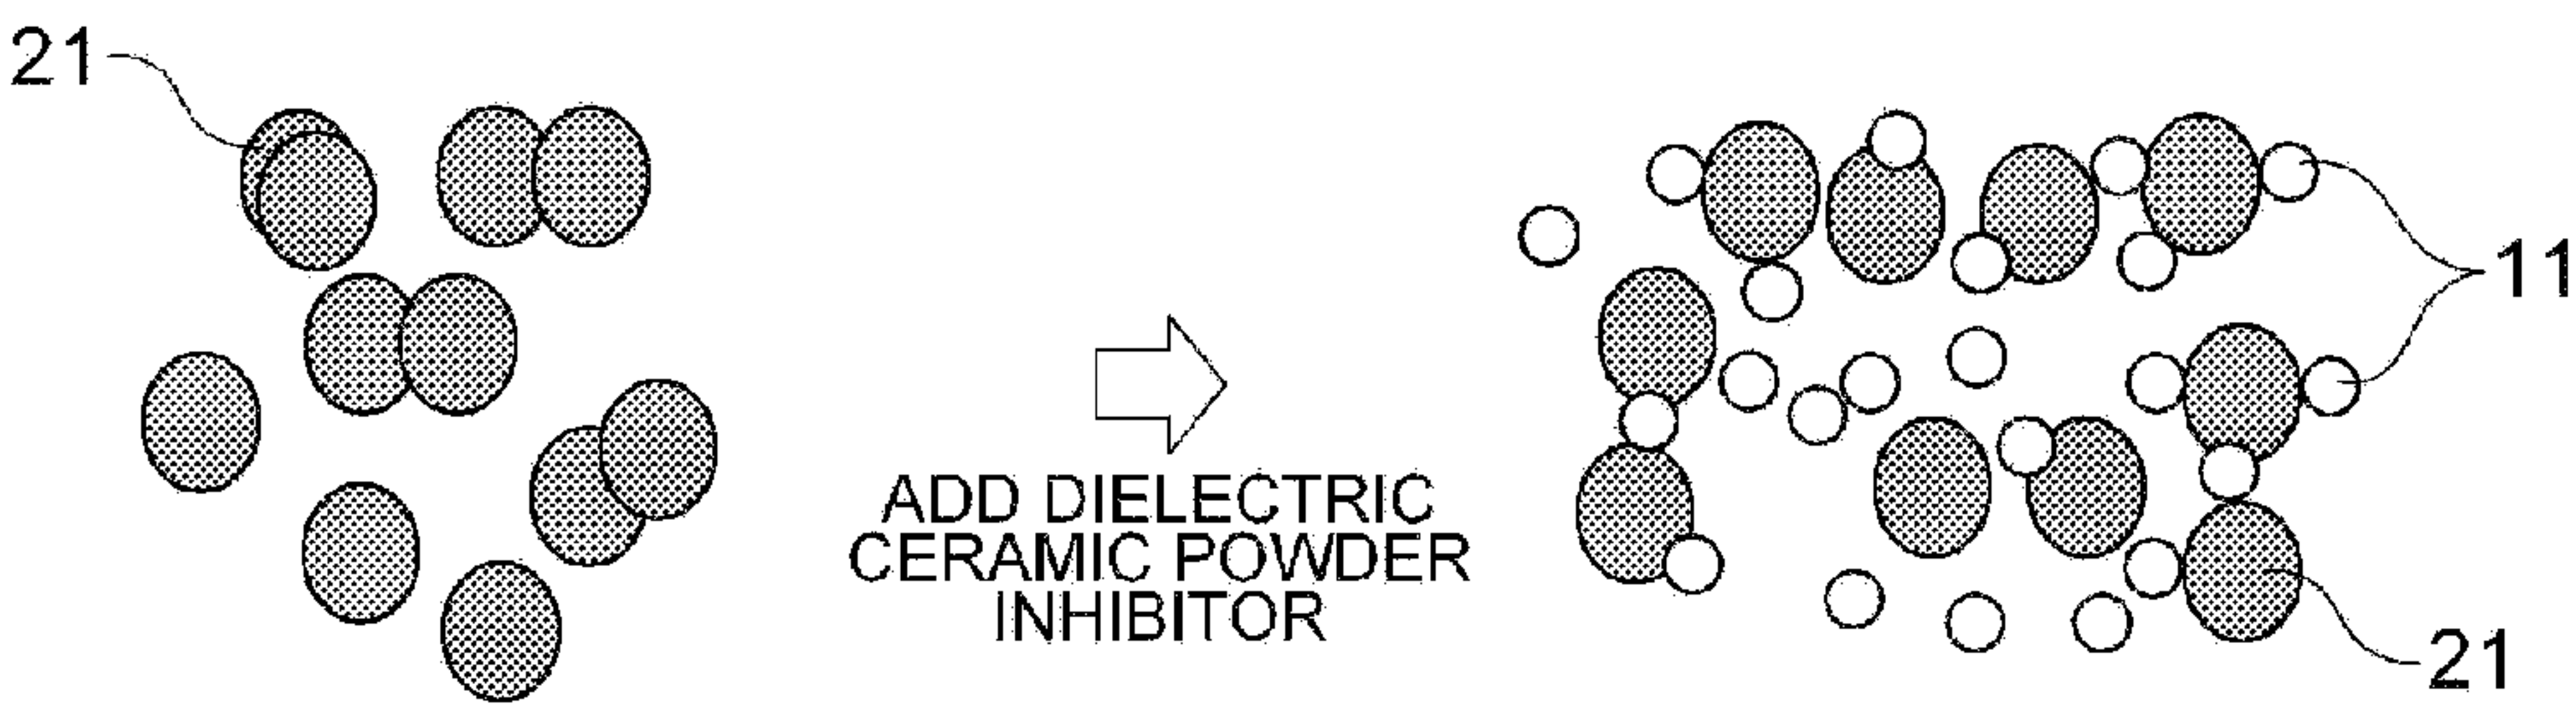 21
11
ADD DIELECTRIC
CERAMIC POWDER
INHIBITOR
21